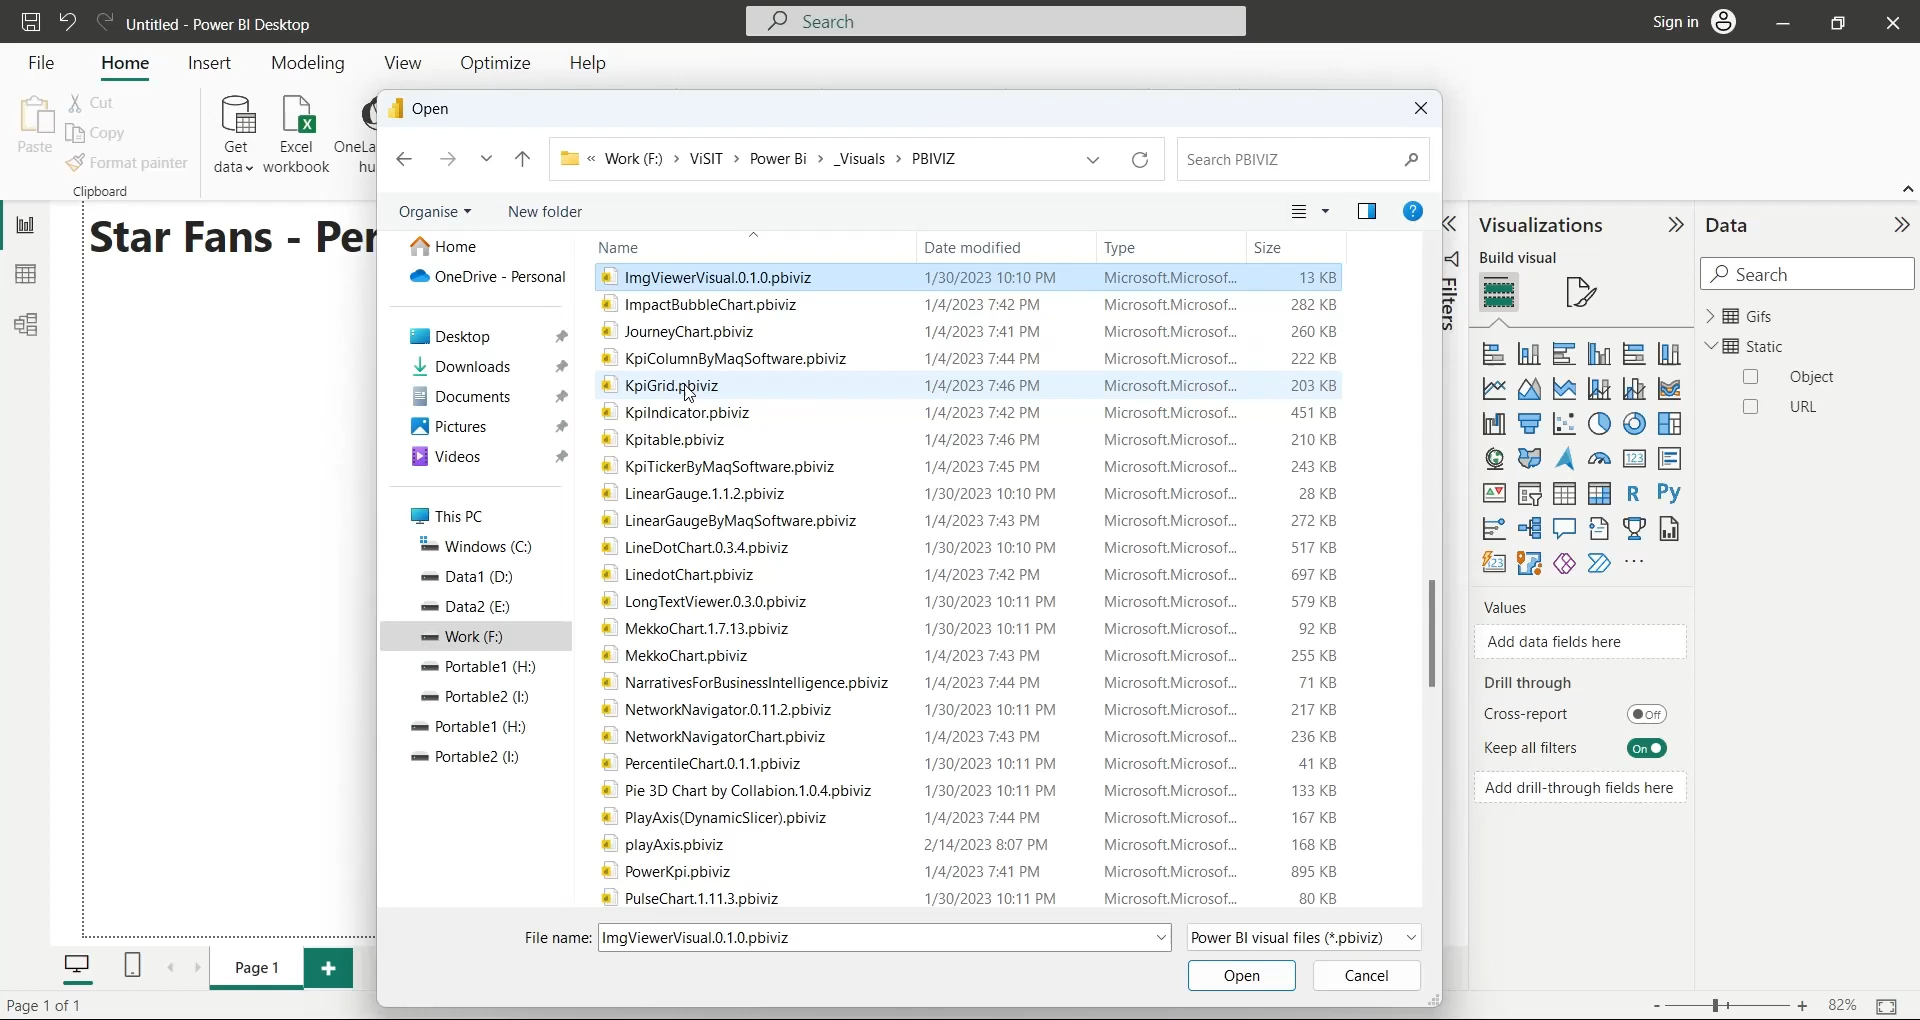 Untitled - Power BI Desktop
Search
Sign in
File Home Insert Modeling View Optimize Help
Paste
Cut
Copy
Format painter
Clipboard
Get data
Excel workbook
Open
« Work (F:) > ViSIT > Power Bi > _Visuals > PBIVIZ
Search PBIVIZ
Organise
New folder
Star Fans - Per
Home
OneDrive - Personal
Desktop
Downloads
Documents
Pictures
Videos
This PC
Windows (C:)
Data1 (D:)
Data2 (E:)
Work (F:)
Portable1 (H:)
Portable2 (I:)
Portable1 (H:)
Portable2 (I:)
Name Date modified Type Size
ImgViewerVisual.0.1.0.pbiviz 1/30/2023 10:10 PM Microsoft.Microsof... 13 KB
ImpactBubbleChart.pbiviz 1/4/2023 7:42 PM Microsoft.Microsof... 282 KB
JourneyChart.pbiviz 1/4/2023 7:41 PM Microsoft.Microsof... 260 KB
KpiColumnByMaqSoftware.pbiviz 1/4/2023 7:44 PM Microsoft.Microsof... 222 KB
KpiGrid.pbiviz 1/4/2023 7:46 PM Microsoft.Microsof... 203 KB
KpiIndicator.pbiviz 1/4/2023 7:42 PM Microsoft.Microsof... 451 KB
Kpitable.pbiviz 1/4/2023 7:46 PM Microsoft.Microsof... 210 KB
KpiTickerByMaqSoftware.pbiviz 1/4/2023 7:45 PM Microsoft.Microsof... 243 KB
LinearGauge.1.1.2.pbiviz 1/30/2023 10:10 PM Microsoft.Microsof... 28 KB
LinearGaugeByMaqSoftware.pbiviz 1/4/2023 7:43 PM Microsoft.Microsof... 272 KB
LineDotChart.0.3.4.pbiviz 1/30/2023 10:10 PM Microsoft.Microsof... 517 KB
LinedotChart.pbiviz 1/4/2023 7:42 PM Microsoft.Microsof... 697 KB
LongTextViewer.0.3.0.pbiviz 1/30/2023 10:11 PM Microsoft.Microsof... 579 KB
MekkoChart.1.7.13.pbiviz 1/30/2023 10:11 PM Microsoft.Microsof... 92 KB
MekkoChart.pbiviz 1/4/2023 7:43 PM Microsoft.Microsof... 255 KB
NarrativesForBusinessIntelligence.pbiviz 1/4/2023 7:44 PM Microsoft.Microsof... 71 KB
NetworkNavigator.0.11.2.pbiviz 1/30/2023 10:11 PM Microsoft.Microsof... 217 KB
NetworkNavigatorChart.pbiviz 1/4/2023 7:43 PM Microsoft.Microsof... 236 KB
PercentileChart.0.1.1.pbiviz 1/30/2023 10:11 PM Microsoft.Microsof... 41 KB
Pie 3D Chart by Collabion.1.0.4.pbiviz 1/30/2023 10:11 PM Microsoft.Microsof... 133 KB
PlayAxis(DynamicSlicer).pbiviz 1/4/2023 7:44 PM Microsoft.Microsof... 167 KB
playAxis.pbiviz 2/14/2023 8:07 PM Microsoft.Microsof... 168 KB
PowerKpi.pbiviz 1/4/2023 7:41 PM Microsoft.Microsof... 895 KB
PulseChart.1.11.3.pbiviz 1/30/2023 10:11 PM Microsoft.Microsof... 80 KB
File name: ImgViewerVisual.0.1.0.pbiviz
Power BI visual files (*.pbiviz)
Open
Cancel
Filters
Visualizations
Build visual
123
R
Py
123
Values
Add data fields here
Drill through
Cross-report Off
Keep all filters On
Add drill-through fields here
Data
Search
Gifs
Static
Object
URL
Page 1
Page 1 of 1
- + 82%